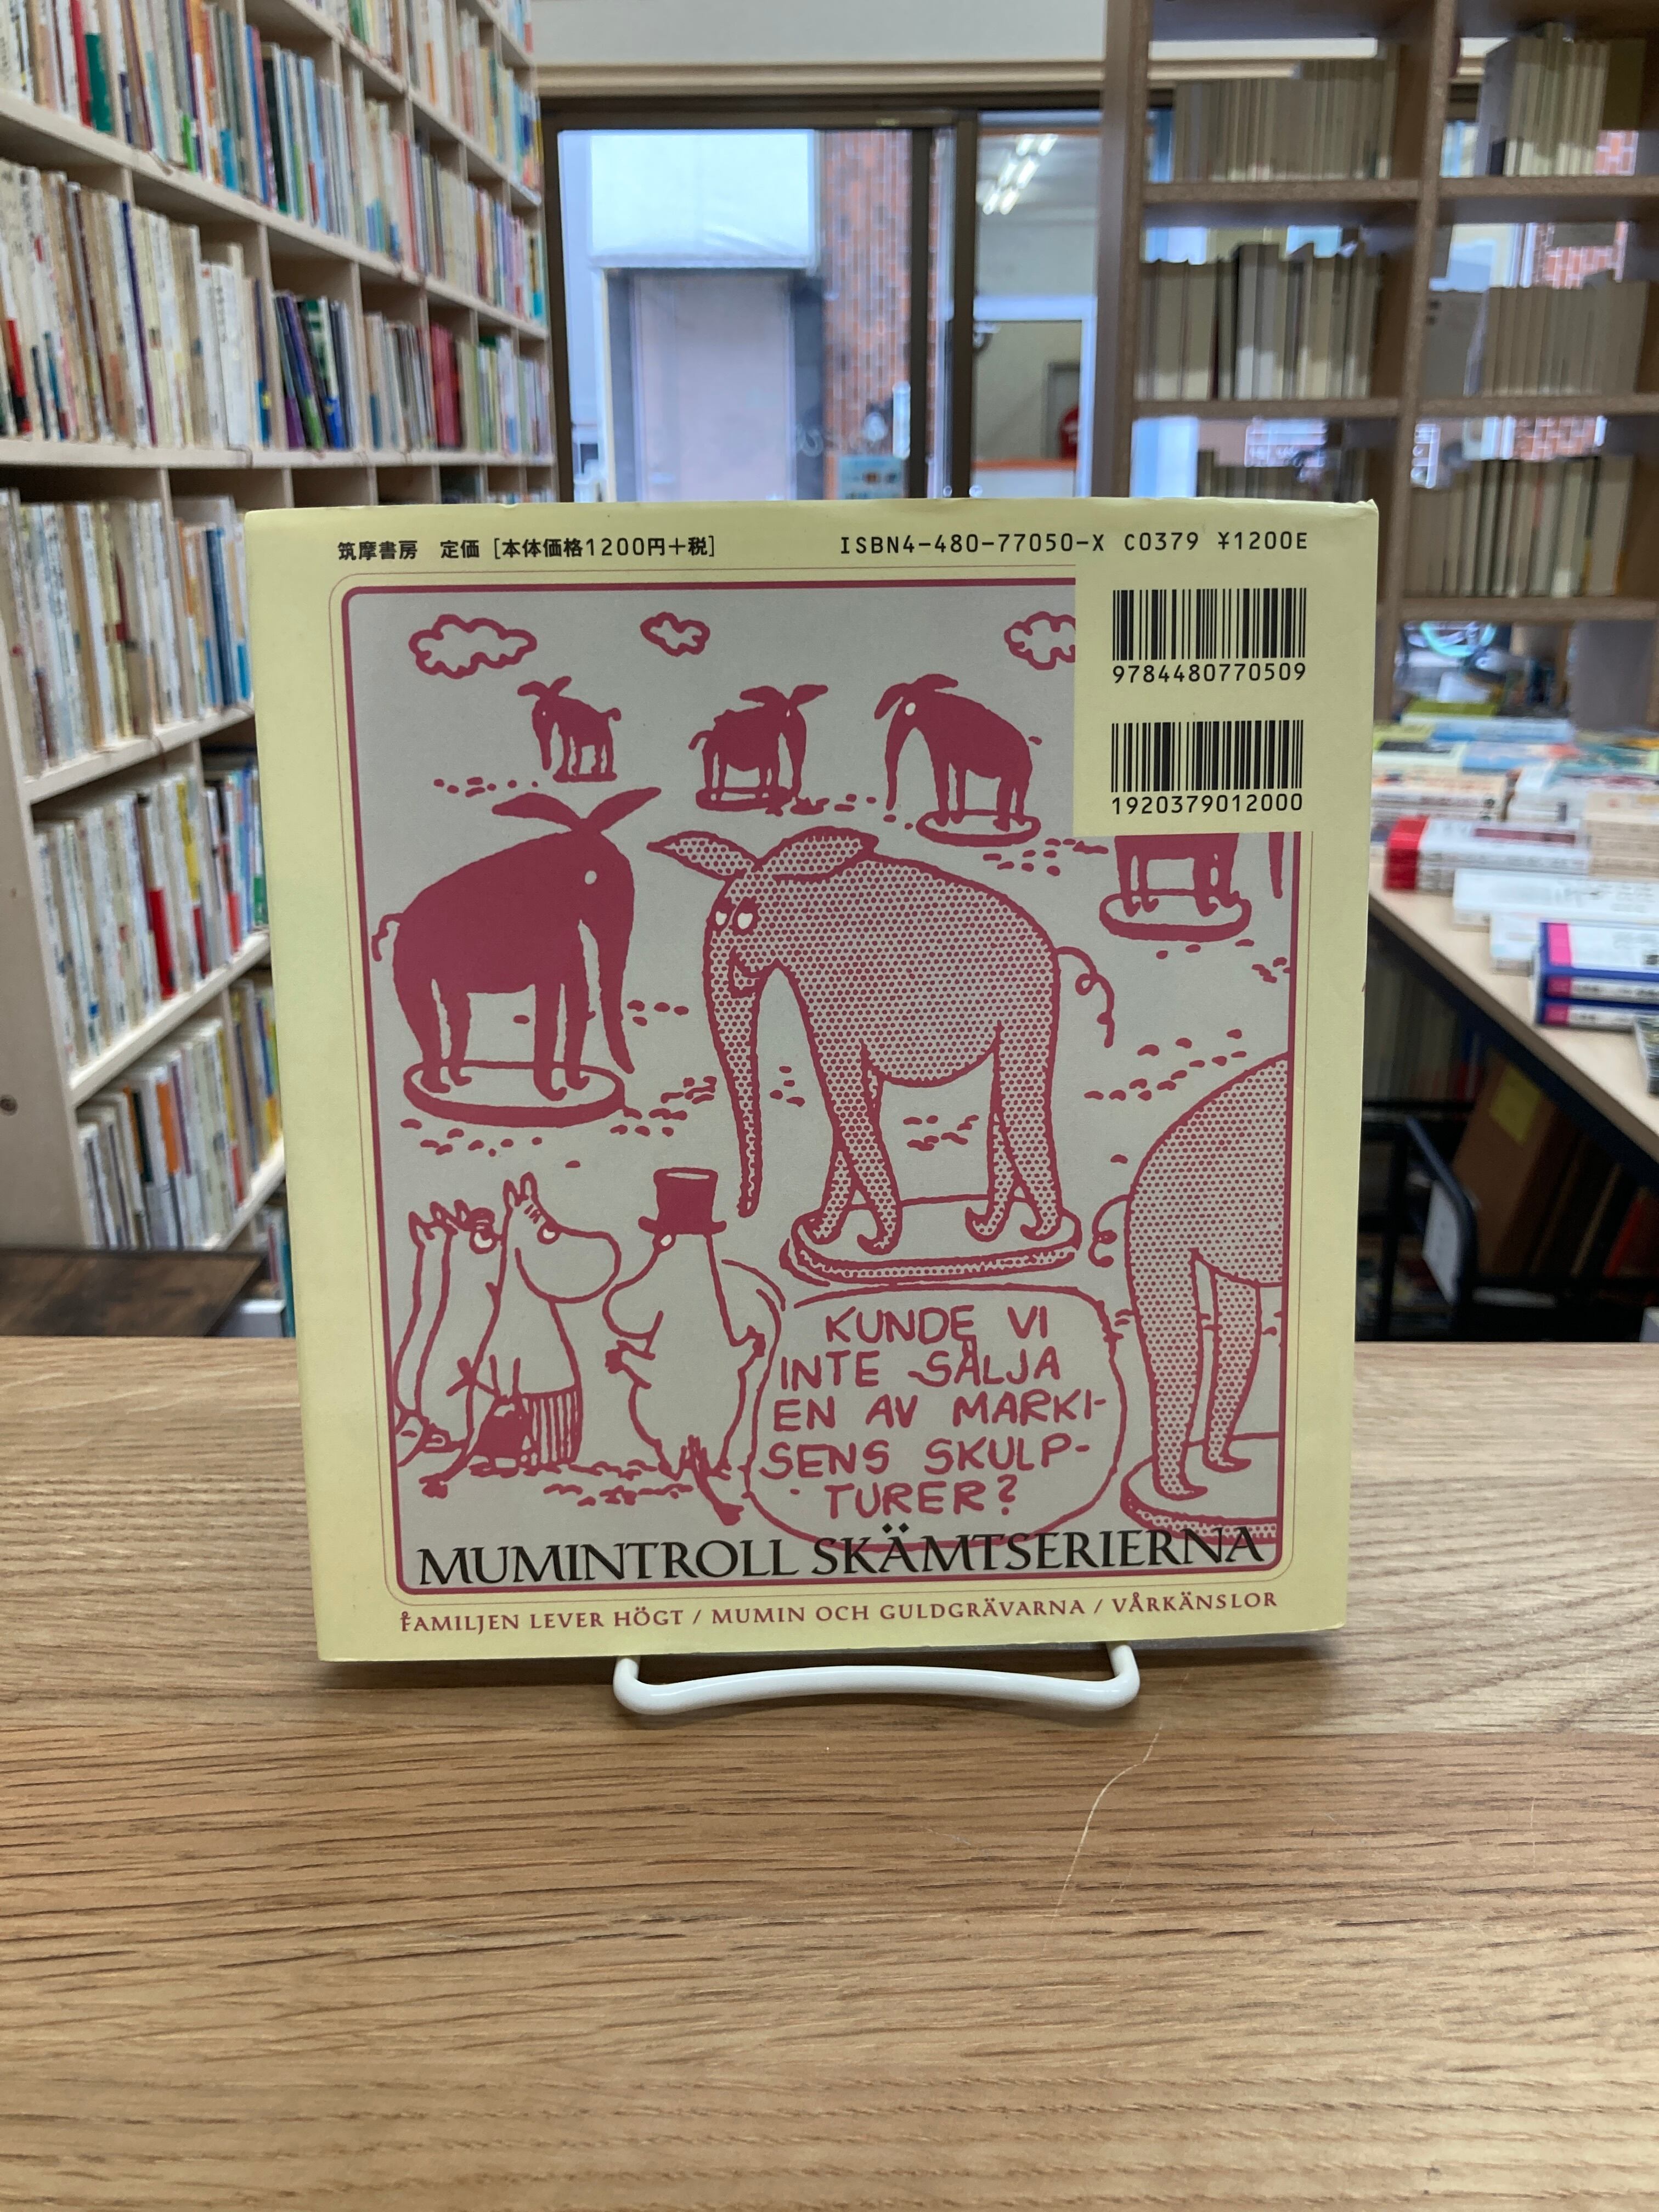 筑摩書房 定価［本体価格1200円＋税］
ISBN4-480-77050-X C0379 ¥1200E
9784480770509
1920379012000
KUNDE VI
INTE SÄLJA
EN AV MARKI-
SENS SKULP-
TURER?
MUMINTROLL SKÄMTSERIERNA
FAMILJEN LEVER HÖGT / MUMIN OCH GULDGRÄVARNA / VÅRKÄNSLOR